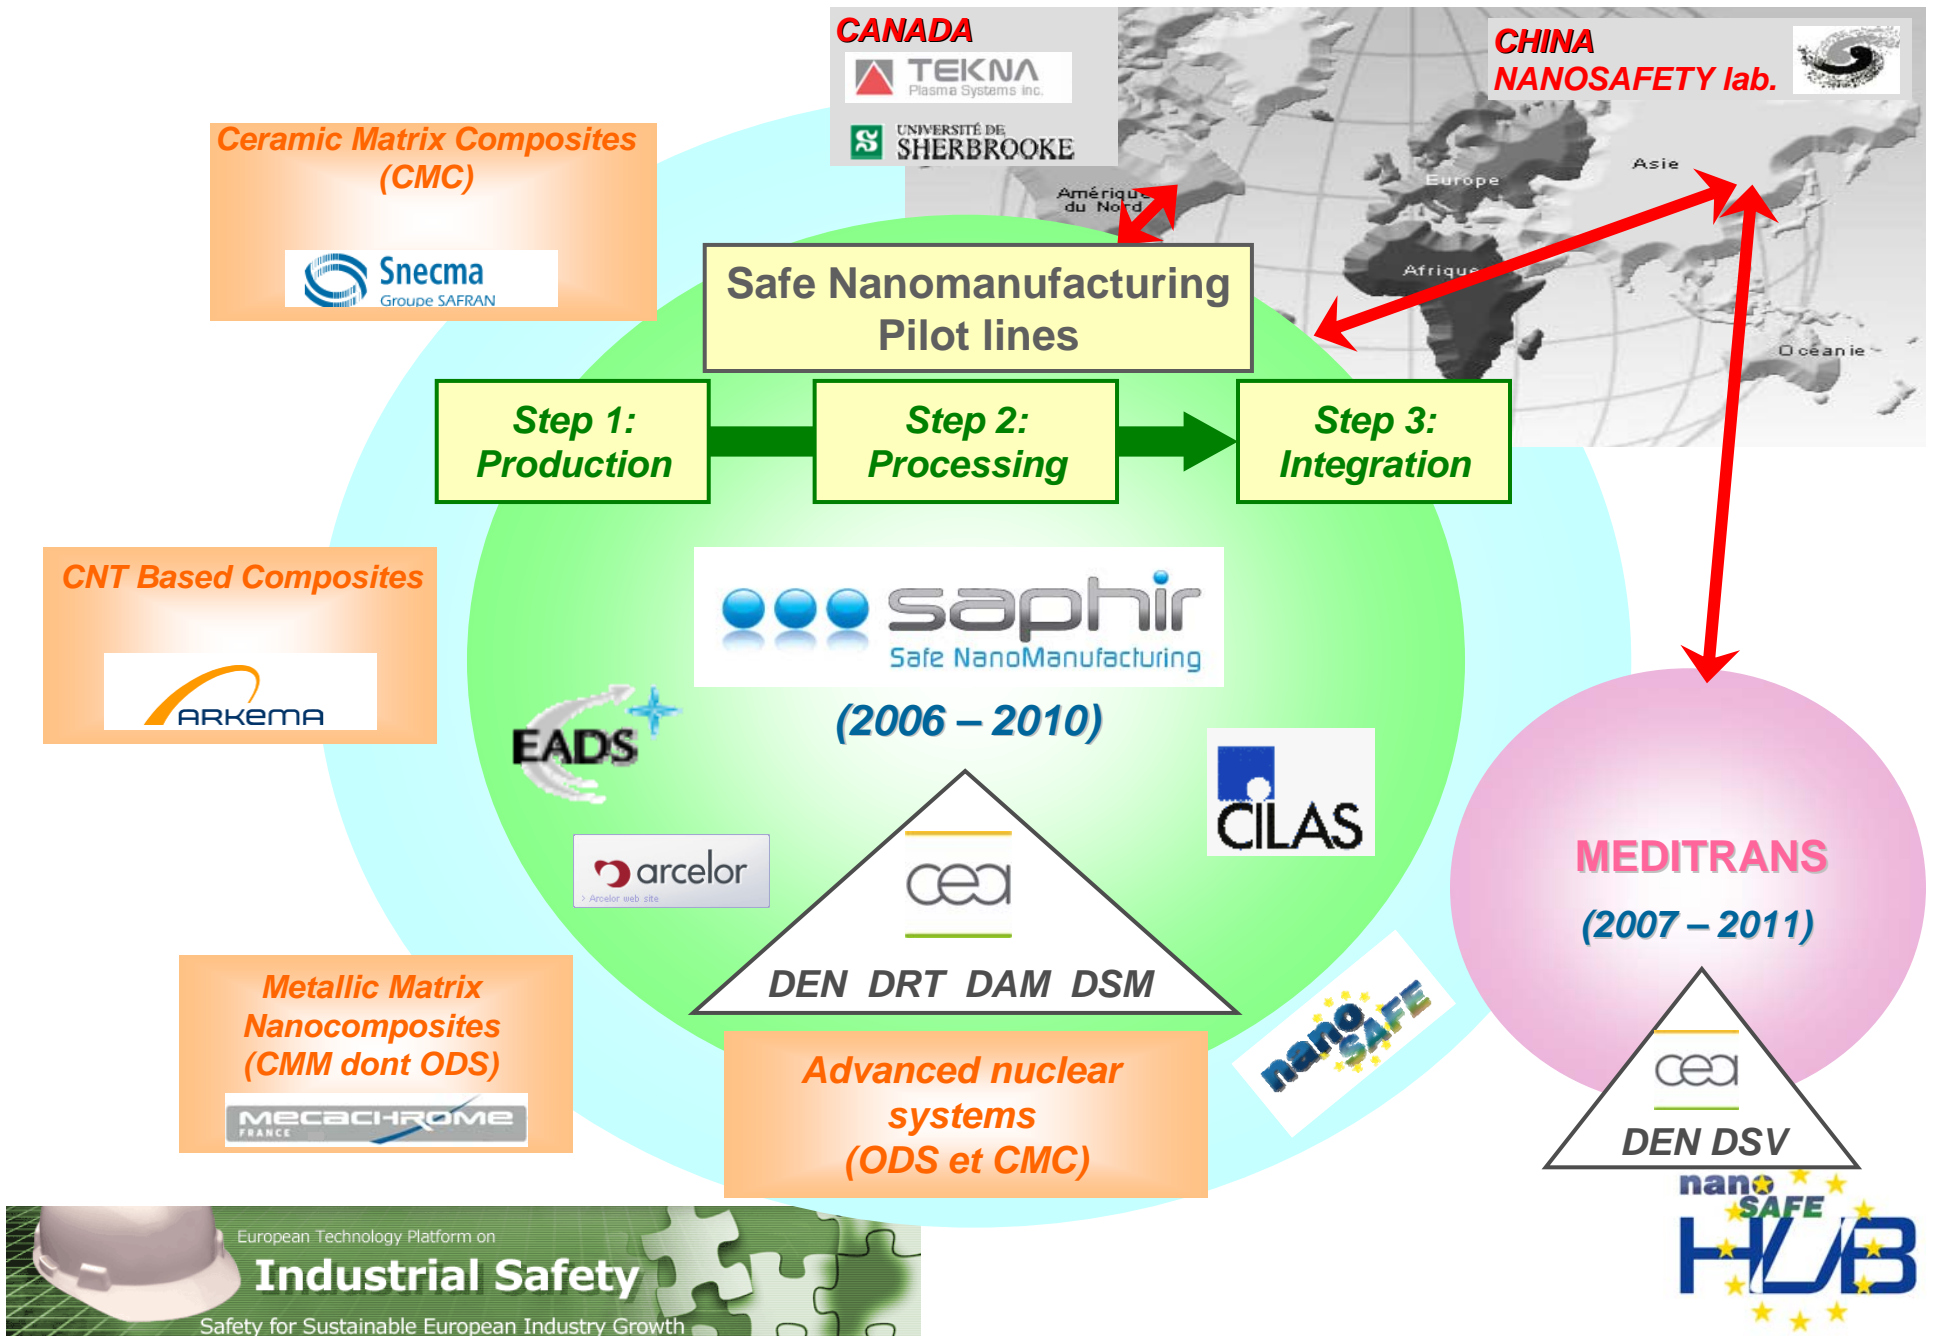 CANADA
TEKNA
Plasma Systems inc.
UNIVERSITÉ DE
SHERBROOKE
CHINA
NANOSAFETY lab.
Amérique
du Nord
Europe
Asie
Afrique
Océanie
Ceramic Matrix Composites
(CMC)
Snecma
Groupe SAFRAN
Safe Nanomanufacturing
Pilot lines
Step 1:
Production
Step 2:
Processing
Step 3:
Integration
CNT Based Composites
ARKEMA
saphir
Safe NanoManufacturing
(2006 – 2010)
EADS
CILAS
arcelor
> Arcelor web site
cea
DEN DRT DAM DSM
MEDITRANS
(2007 – 2011)
cea
DEN DSV
Metallic Matrix
Nanocomposites
(CMM dont ODS)
MECACHROME
FRANCE
Advanced nuclear
systems
(ODS et CMC)
nano
SAFE
nano
SAFE
HUB
European Technology Platform on
Industrial Safety
Safety for Sustainable European Industry Growth